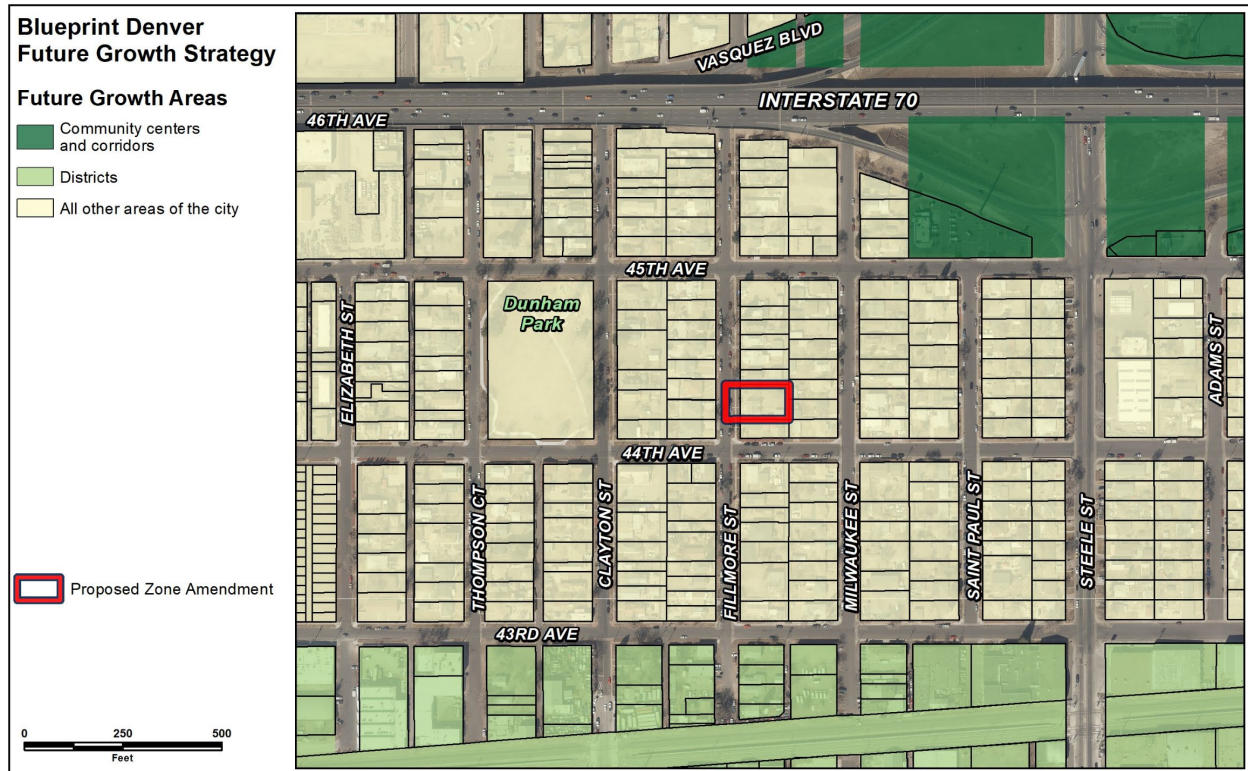 Blueprint Denver
Future Growth Strategy
Future Growth Areas
Community centers
and corridors
Districts
All other areas of the city
Proposed Zone Amendment
0 250 500
Feet
VASQUEZ BLVD
INTERSTATE 70
46TH AVE
45TH AVE
Dunham
Park
ELIZABETH ST
ADAMS ST
44TH AVE
THOMPSON CT
CLAYTON ST
FILLMORE ST
MILWAUKEE ST
SAINT PAUL ST
STEELE ST
43RD AVE